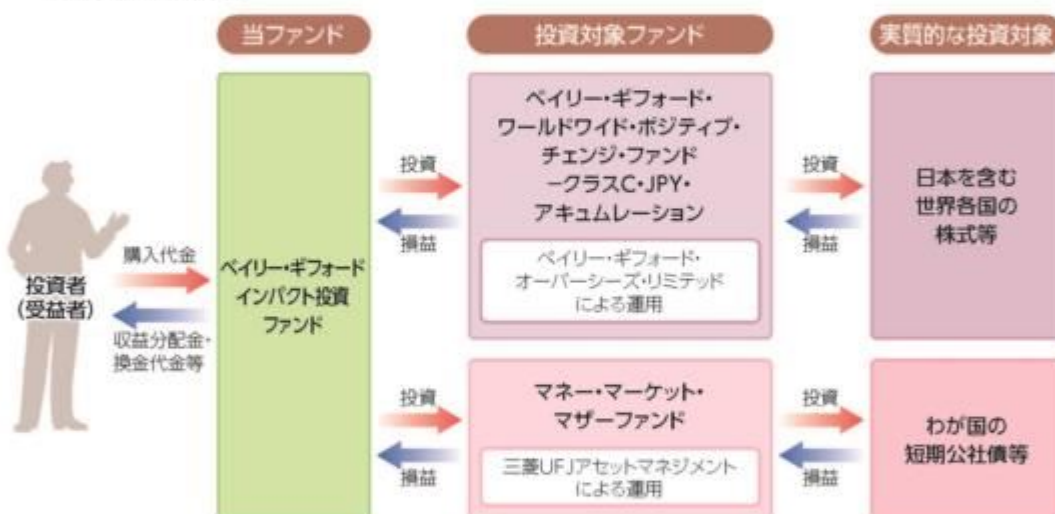 当ファンド
投資対象ファンド
実質的な投資対象
投資者
(受益者)
購入代金
収益分配金・
換金代金等
ベイリー・ギフォード
インパクト投資
ファンド
投資
損益
ベイリー・ギフォード・
ワールドワイド・ポジティブ・
チェンジ・ファンド
-クラスC・JPY・
アキュムレーション
ベイリー・ギフォード・
オーバーシーズ・リミテッド
による運用
投資
損益
日本を含む
世界各国の
株式等
投資
損益
マネー・マーケット・
マザーファンド
三菱UFJアセットマネジメント
による運用
投資
損益
わが国の
短期公社債等